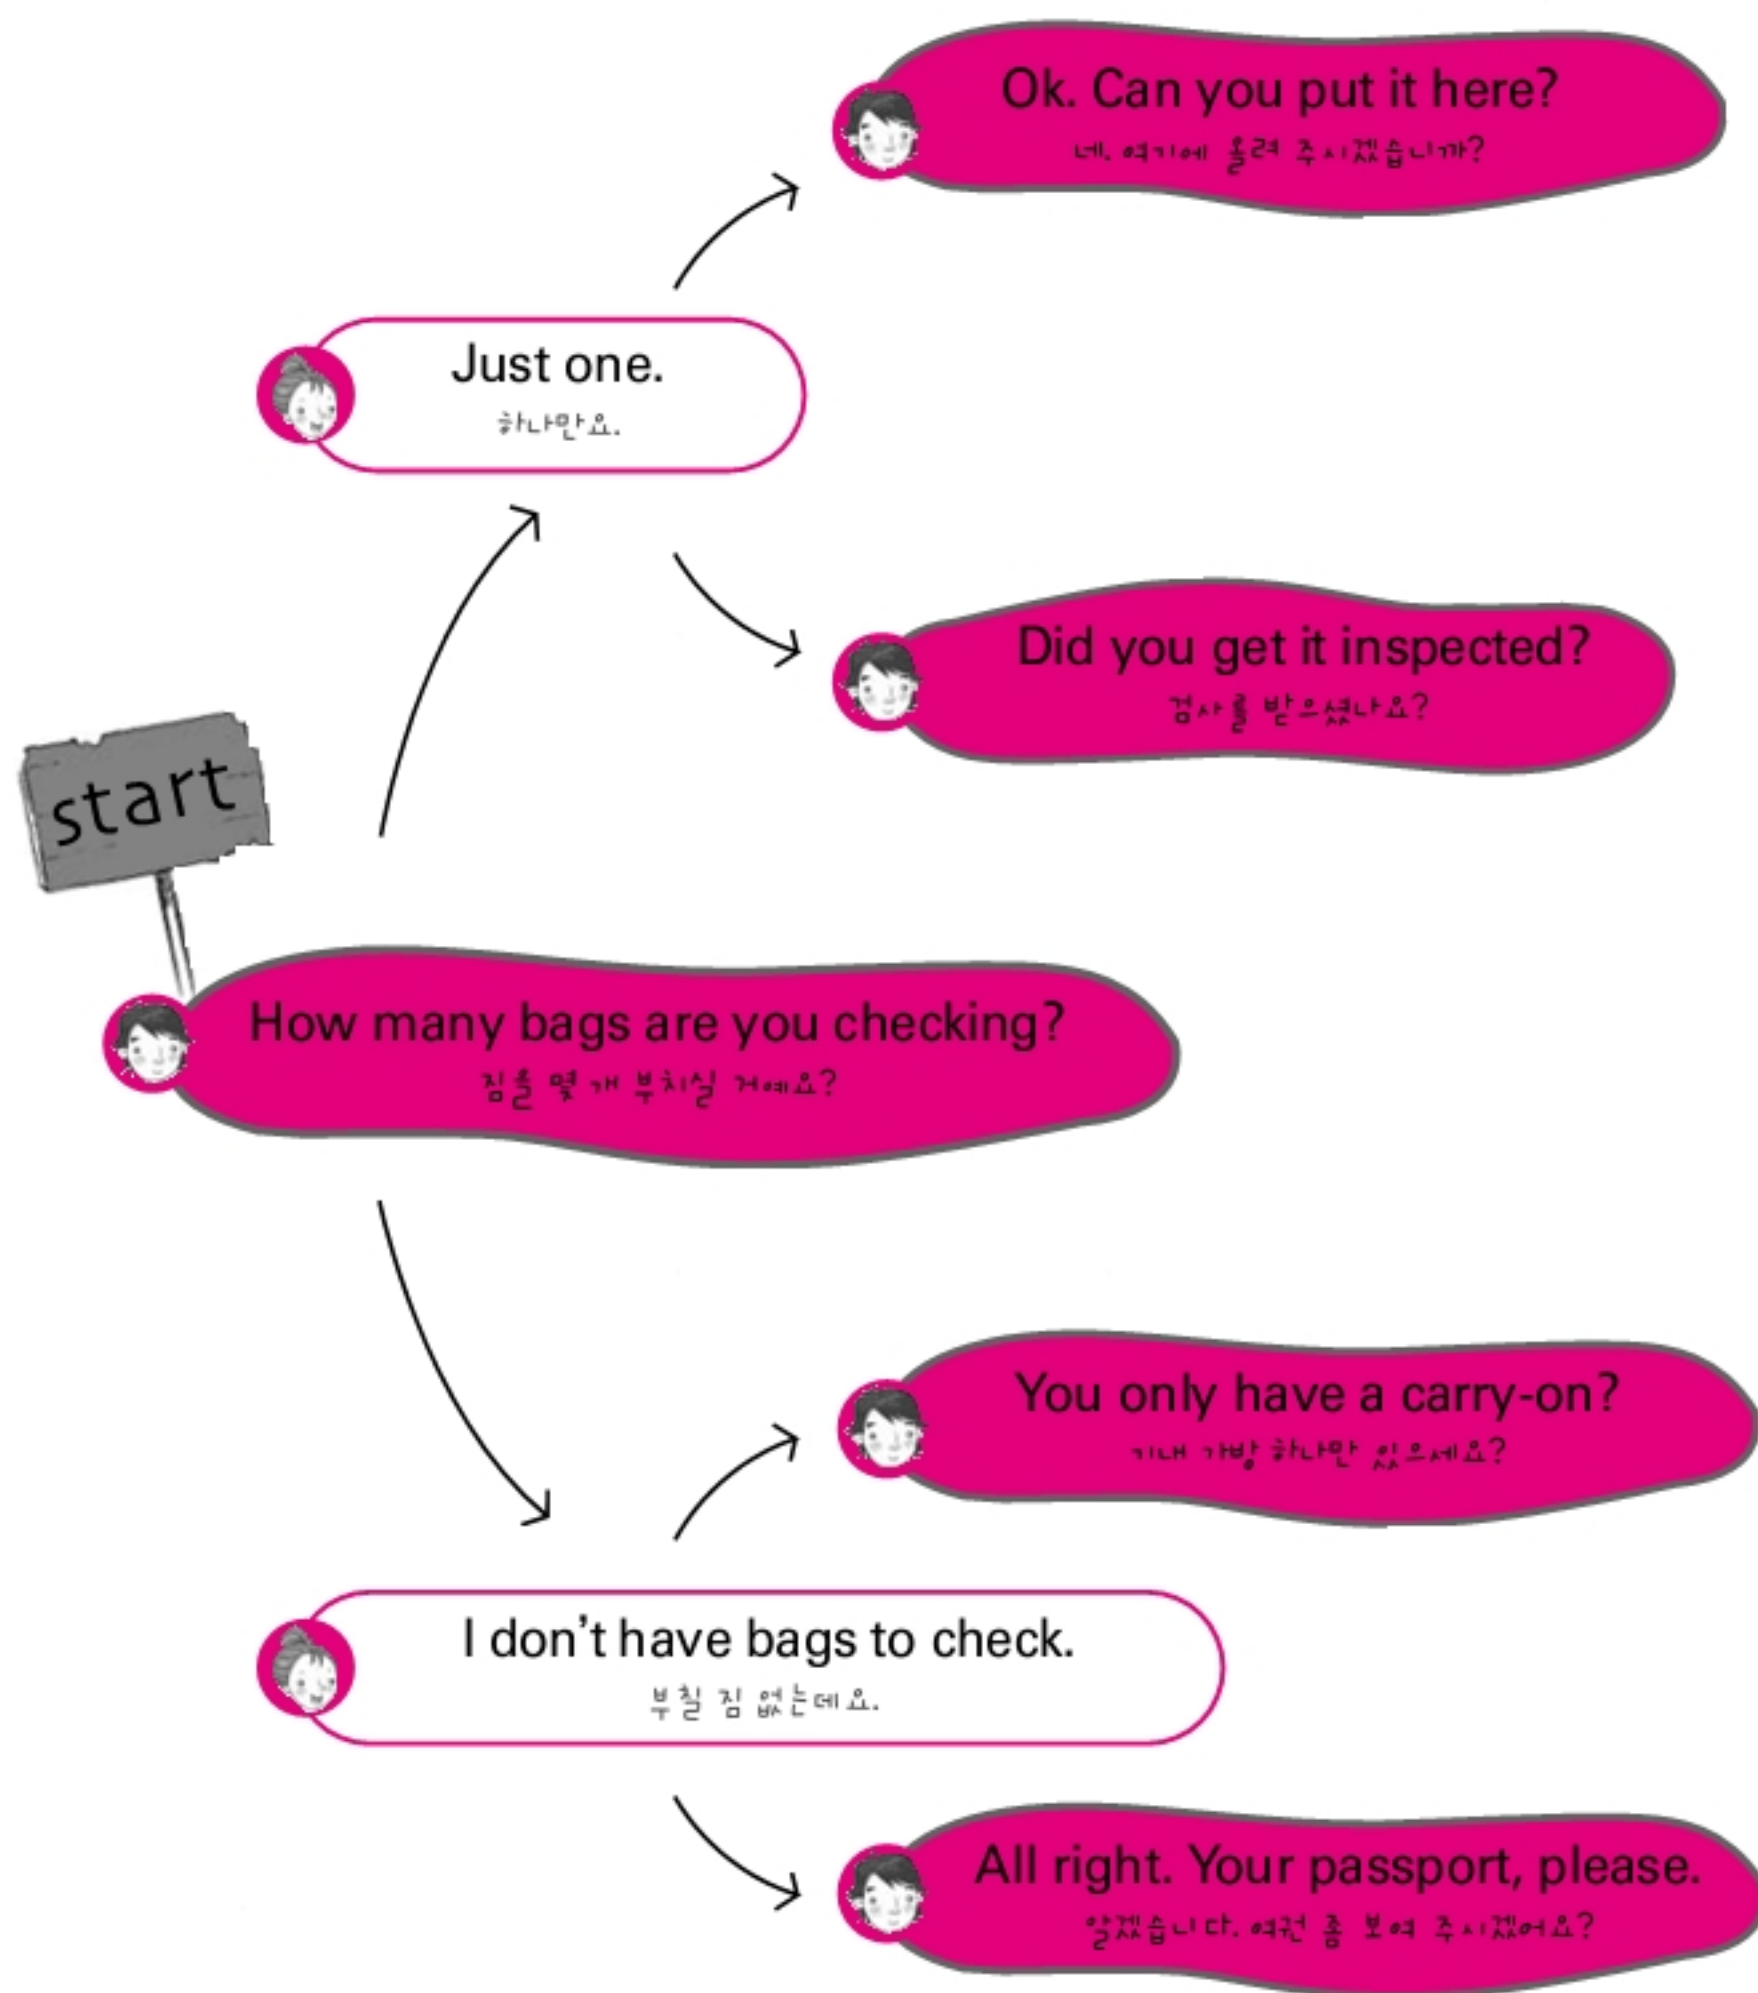 Ok. Can you put it here?
네. 여기에 올려 주시겠습니까?
Just one.
하나만요.
Did you get it inspected?
검사를 받으셨나요?
start
How many bags are you checking?
짐을 몇 개 부치실 거예요?
You only have a carry-on?
기내 가방 하나만 있으세요?
I don't have bags to check.
부칠 짐 없는데요.
All right. Your passport, please.
알겠습니다. 여권 좀 보여 주시겠어요?